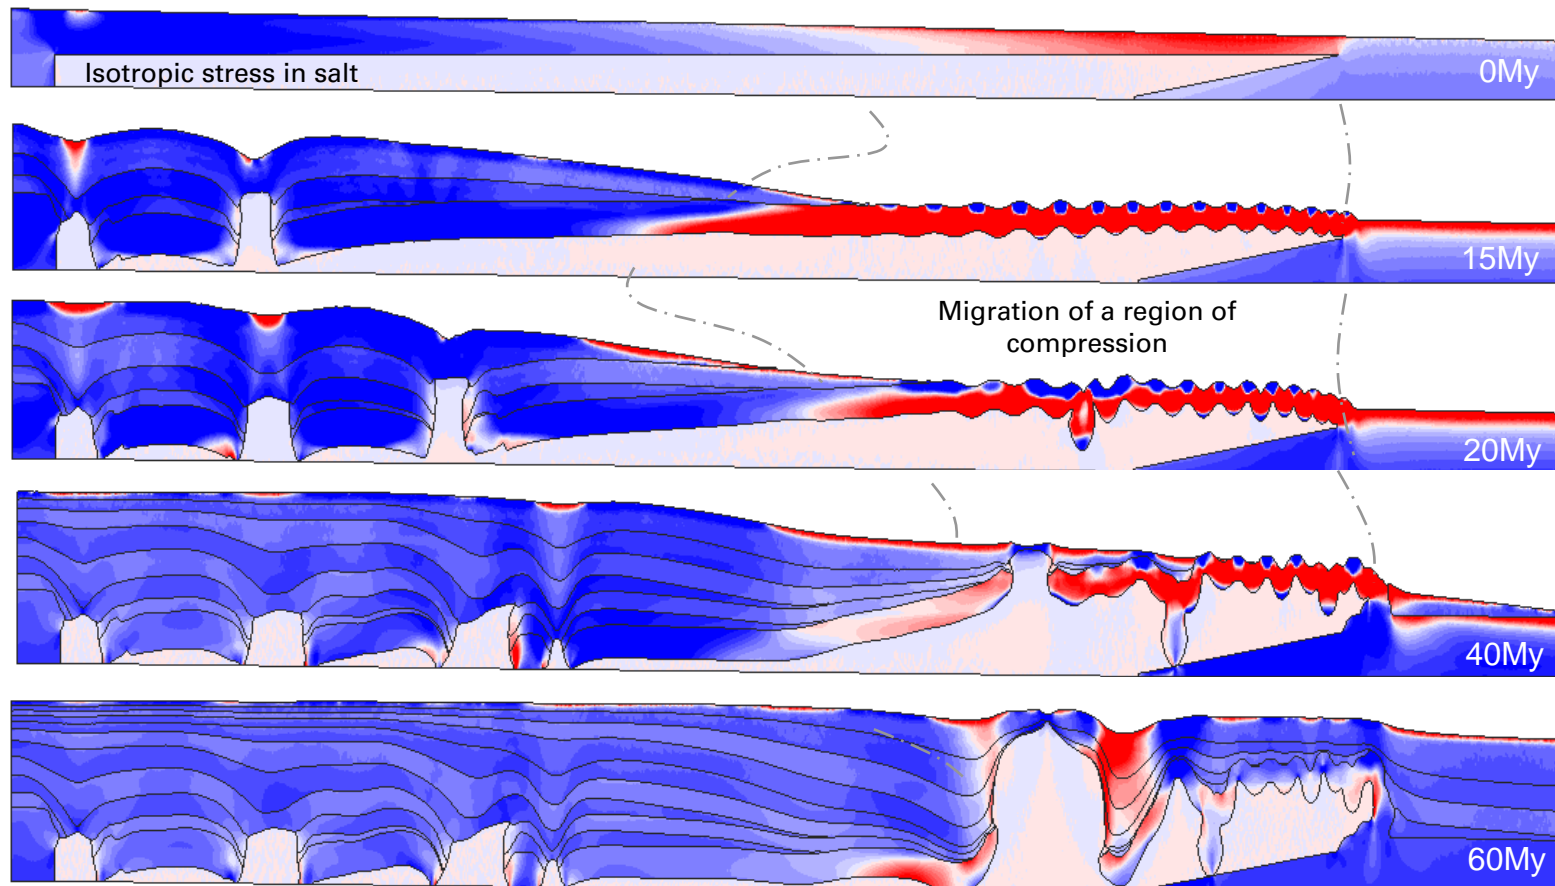 Isotropic stress in salt
0My
15My
Migration of a region of
compression
20My
40My
60My